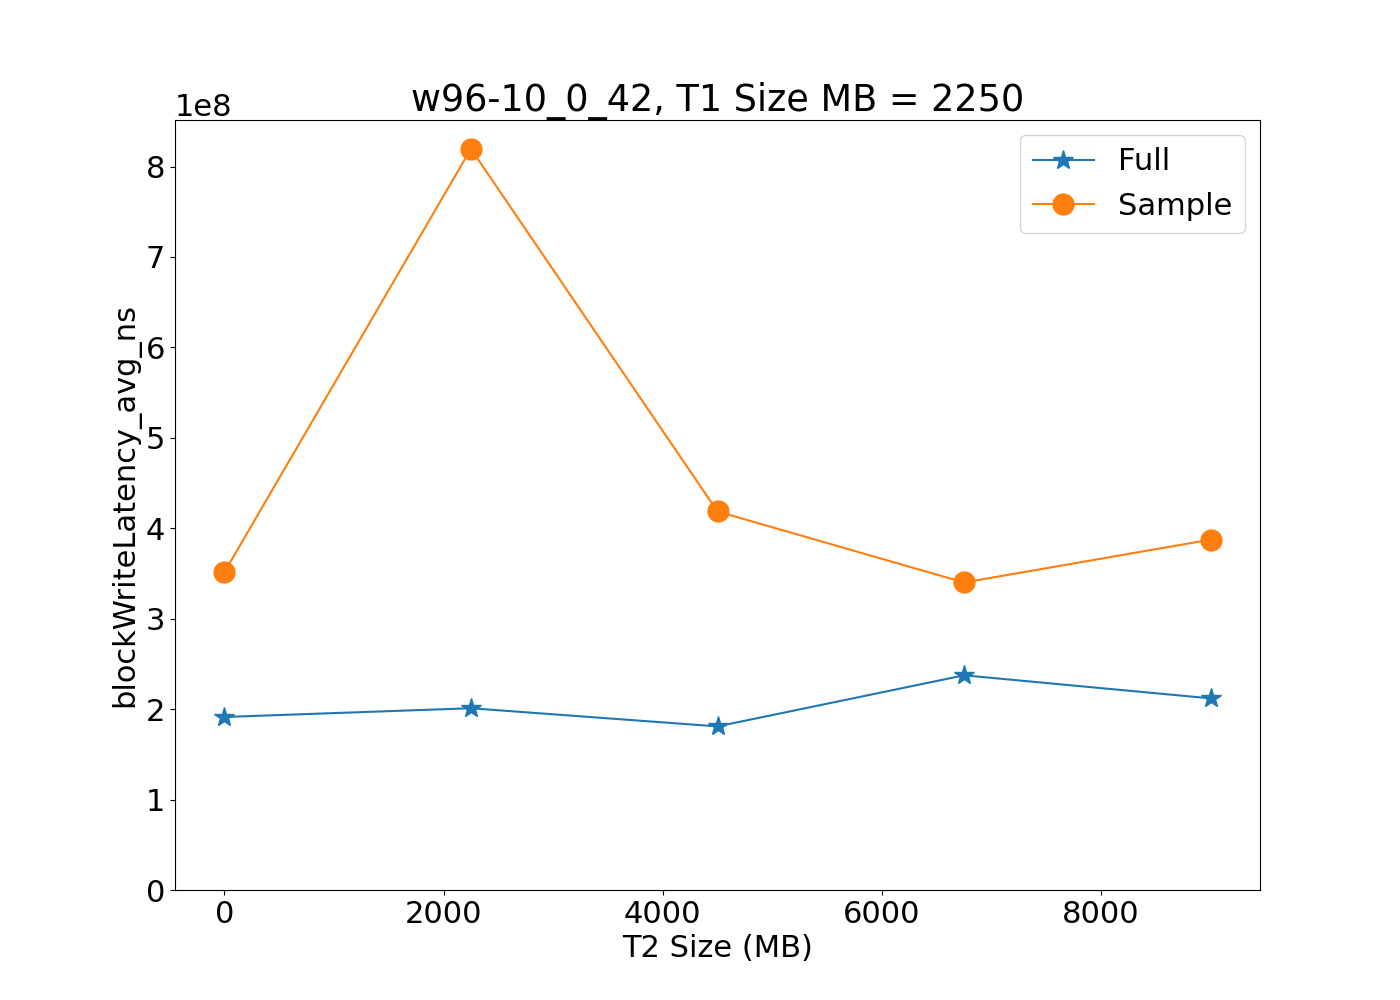 w96-10_0_42, T1 Size MB = 2250
1e8
Full
Sample
8
7
6
5
4
3
2
1
0
blockWriteLatency_avg_ns
0 2000 4000 6000 8000
T2 Size (MB)